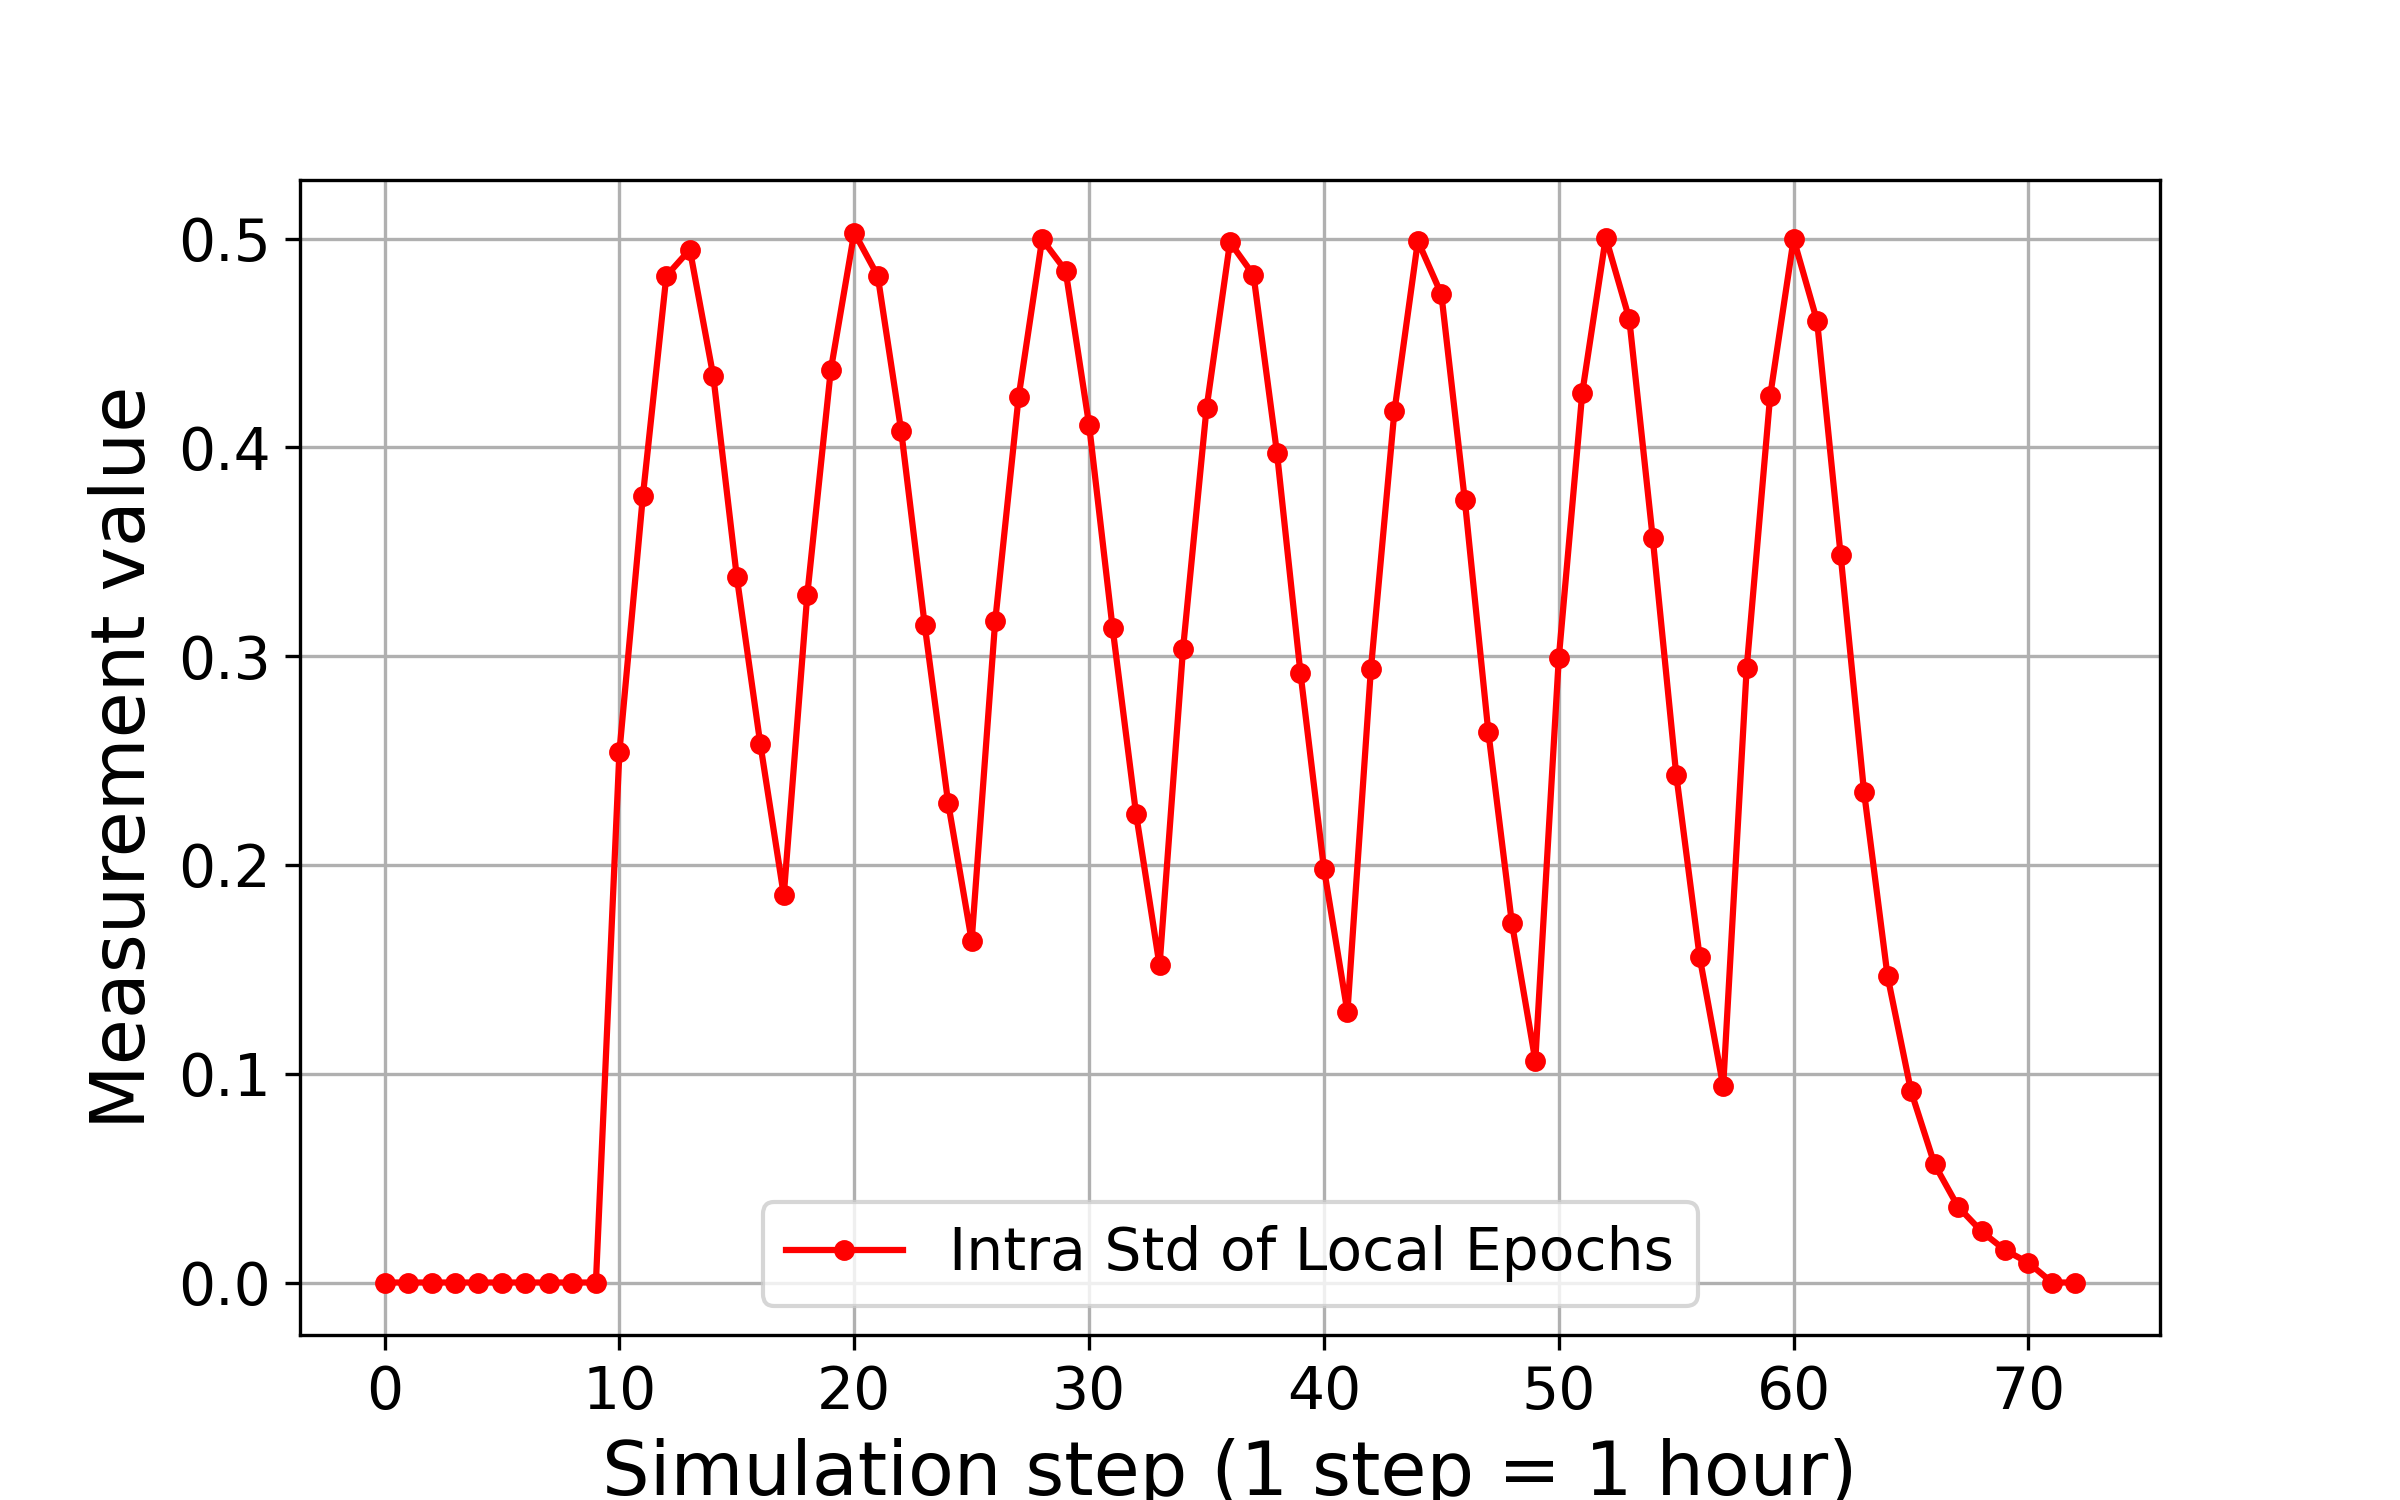 Measurement value
0.5
0.4
0.3
0.2
0.1
0.0
Intra Std of Local Epochs
0 10 20 30 40 50 60 70
Simulation step (1 step = 1 hour)